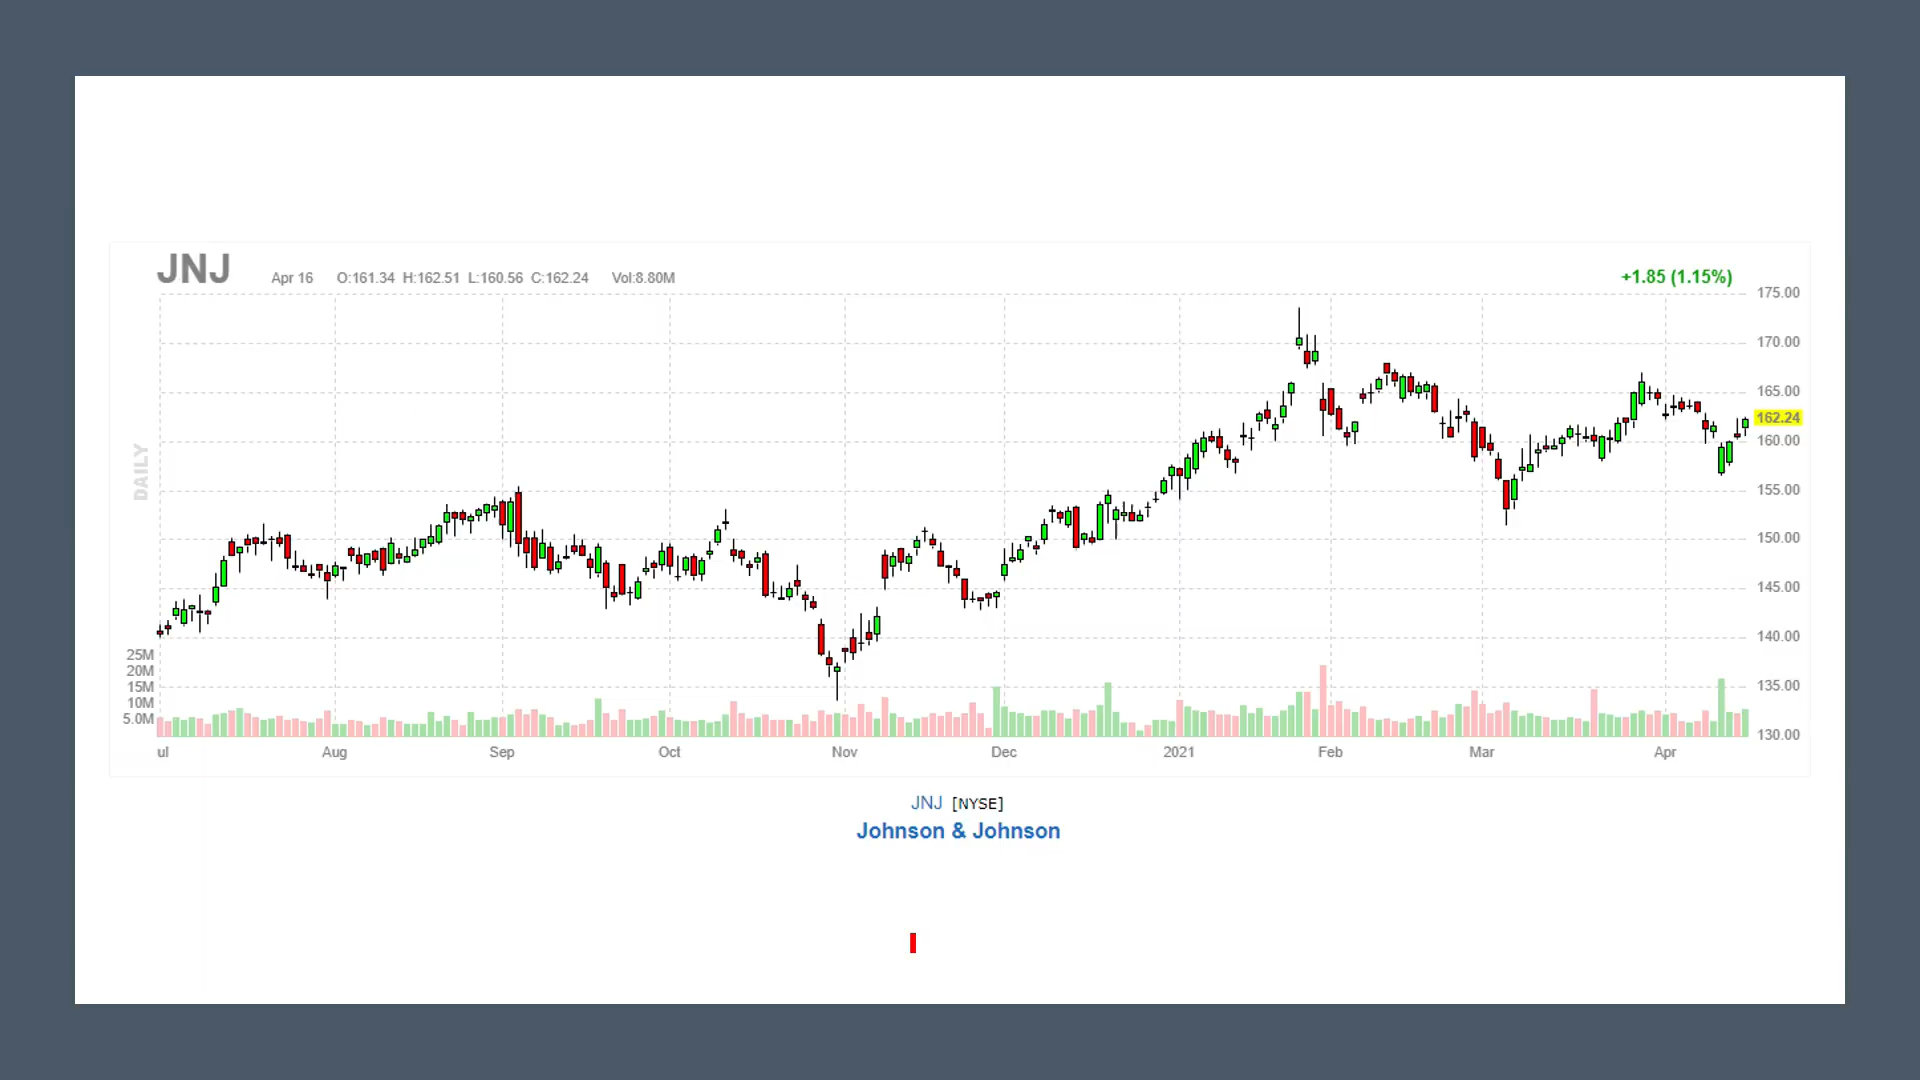 JNJ Apr 16 O:161.34 H:162.51 L:160.56 C:162.24 Vol:8.80M +1.85 (1.15%)
175.00
170.00
165.00
162.24
160.00
DAILY
155.00
150.00
145.00
140.00
25M
20M
15M 135.00
10M
5.0M
130.00
ul Aug Sep Oct Nov Dec 2021 Feb Mar Apr
JNJ [NYSE]
Johnson & Johnson